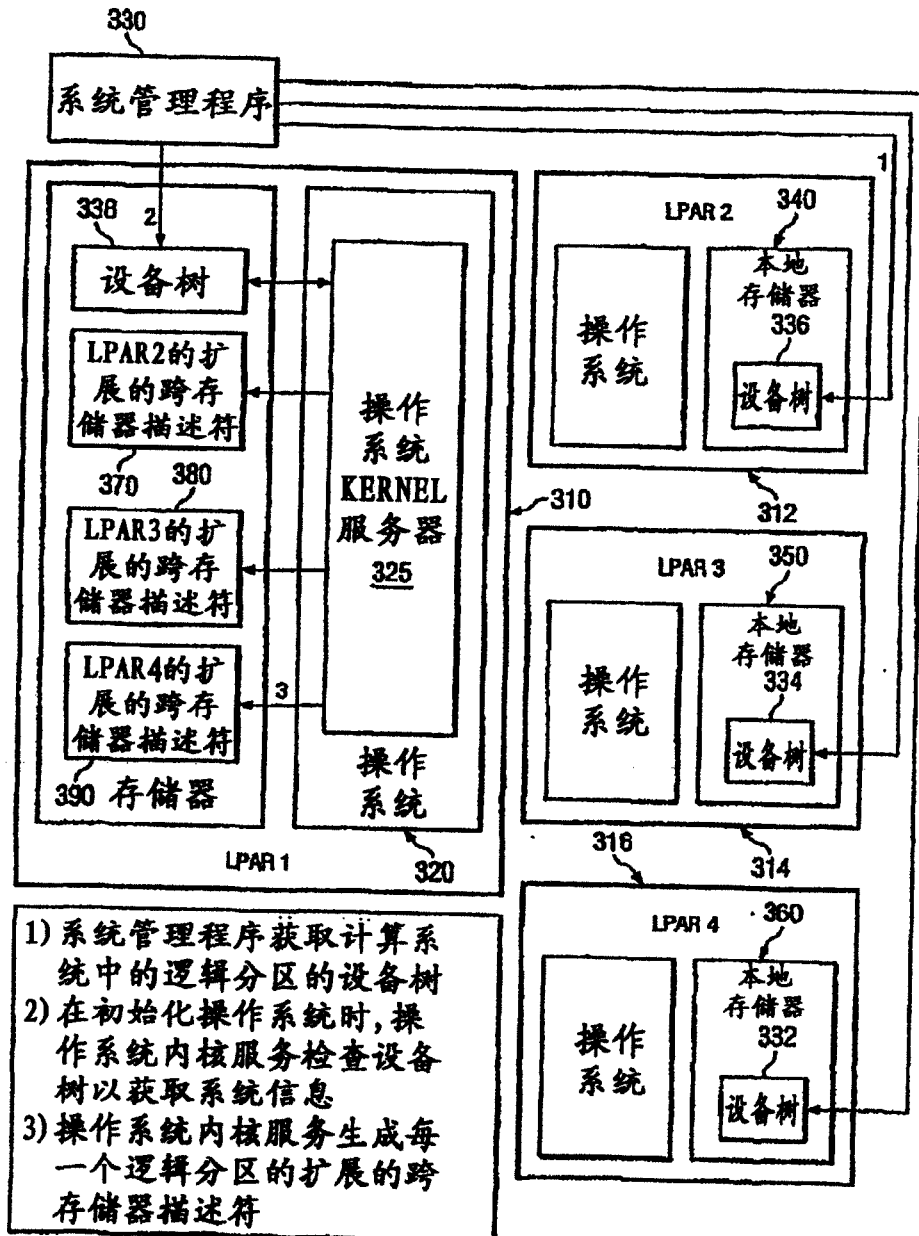 330
系统管理程序
338
2
设备树
LPAR2的扩
展的跨存
储器描述符
370
380
LPAR3的扩
展的跨存
储器描述符
LPAR4的扩
展的跨存
储器描述符
390
存储器
3
操作
系统
KERNEL
服务器
325
操作
系统
LPAR 1
320
310
1
LPAR 2
操作
系统
340
本地
存储器
336
设备树
312
LPAR 3
操作
系统
350
本地
存储器
334
设备树
314
316
LPAR 4
操作
系统
360
本地
存储器
332
设备树
1) 系统管理程序获取计算系
统中的逻辑分区的设备树
2) 在初始化操作系统时,操
作系统内核服务检查设备
树以获取系统信息
3) 操作系统内核服务生成每
一个逻辑分区的扩展的跨
存储器描述符